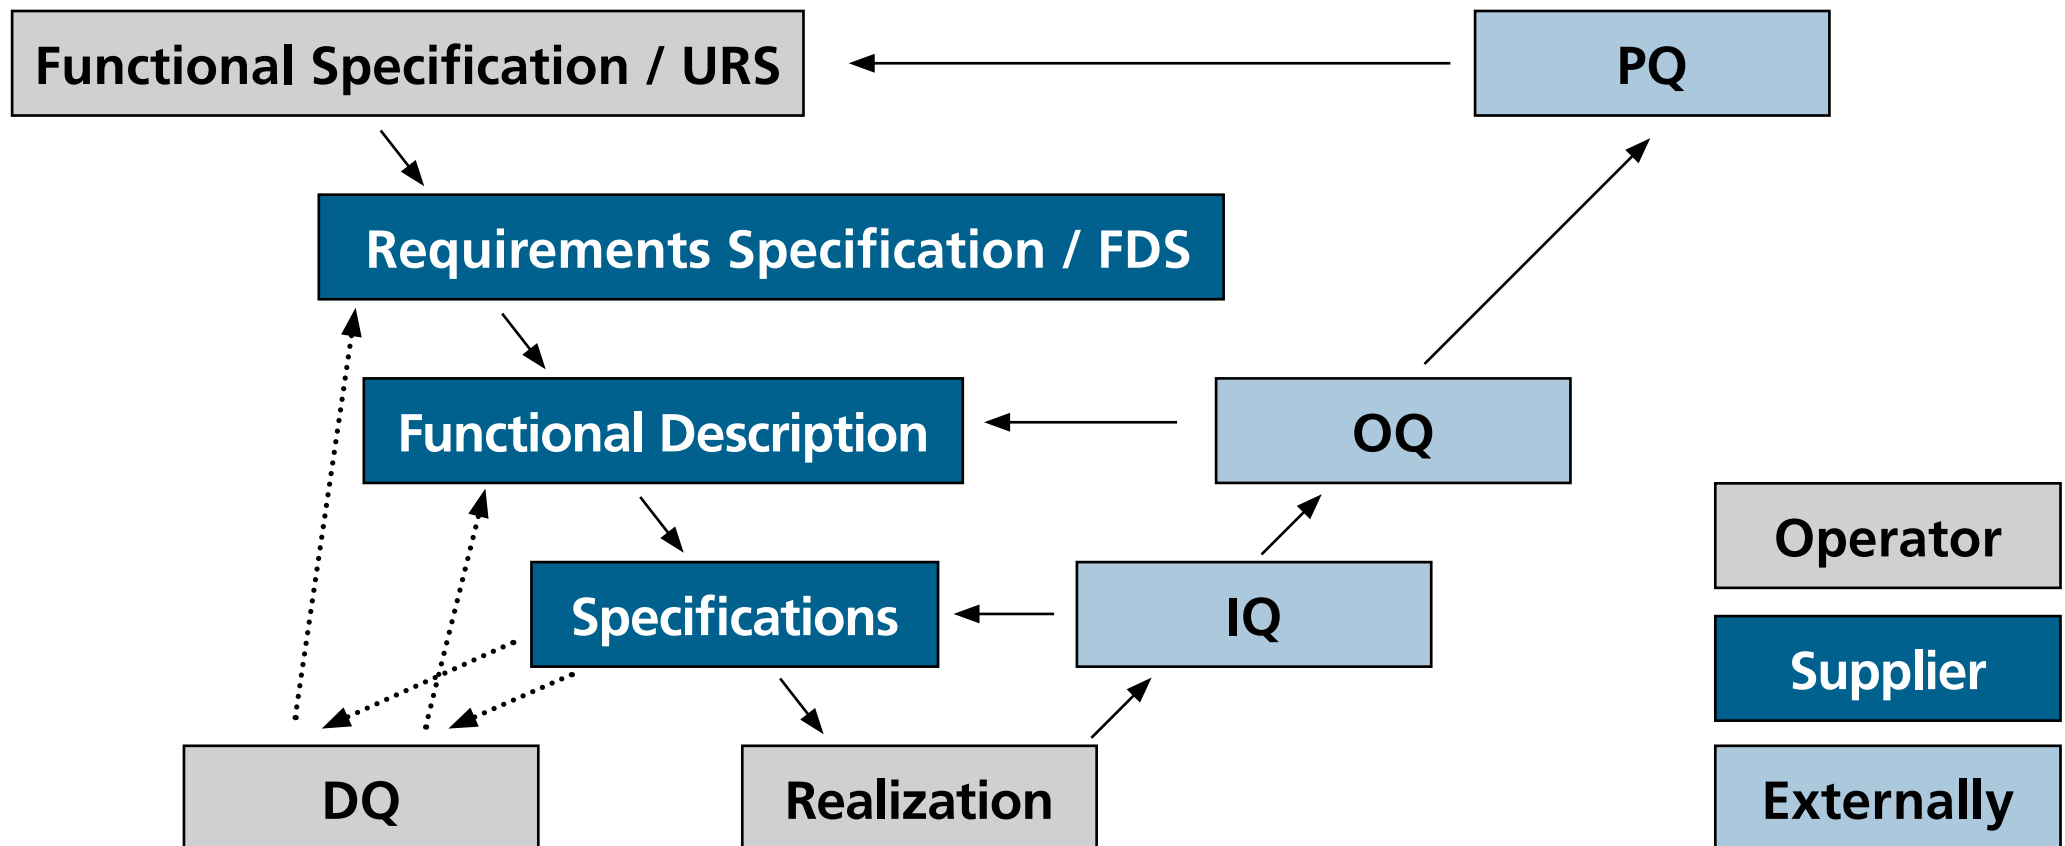 Functional Specification / URS
PQ
Requirements Specification / FDS
Functional Description
OQ
Specifications
IQ
DQ
Realization
Operator
Supplier
Externally